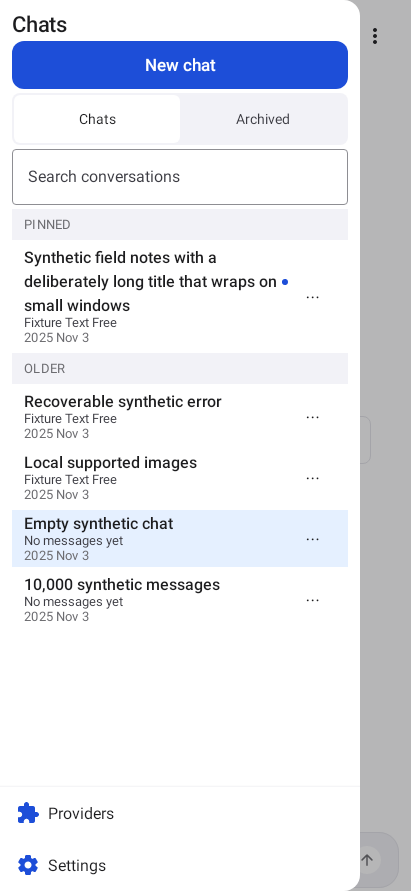 Chats
New chat
Chats
Archived
Search conversations
PINNED
Synthetic field notes with a
deliberately long title that wraps on
small windows
Fixture Text Free
2025 Nov 3
OLDER
Recoverable synthetic error
Fixture Text Free
2025 Nov 3
Local supported images
Fixture Text Free
2025 Nov 3
Empty synthetic chat
No messages yet
2025 Nov 3
10,000 synthetic messages
No messages yet
2025 Nov 3
Providers
Settings